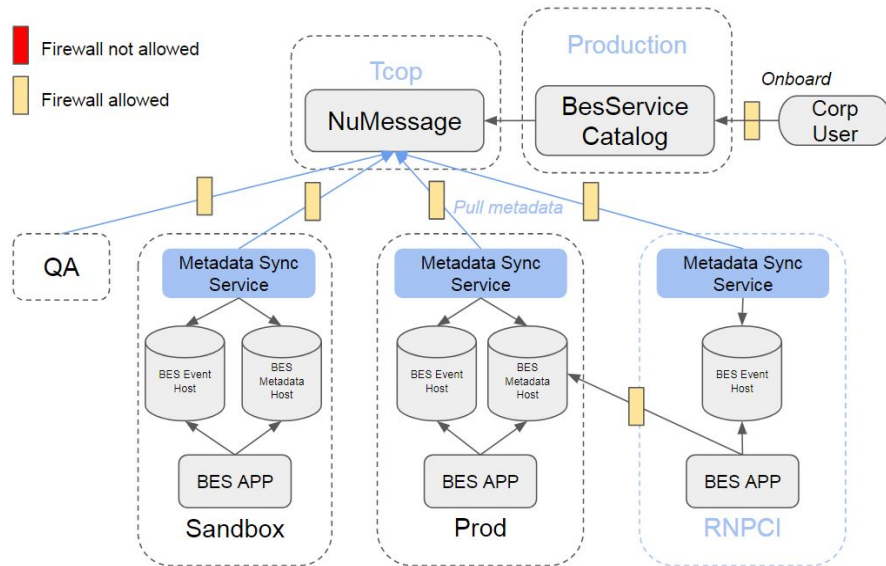 Firewall not allowed
Firewall allowed
Tcop
NuMessage
Production
BesService
Catalog
Onboard
Corp
User
Pull metadata
QA
Metadata Sync
Service
BES Event
Host
BES
Metadata
Host
BES APP
Sandbox
Metadata Sync
Service
BES Event
Host
BES
Metadata
Host
BES APP
Prod
Metadata Sync
Service
BES Event
Host
BES APP
RNPCI